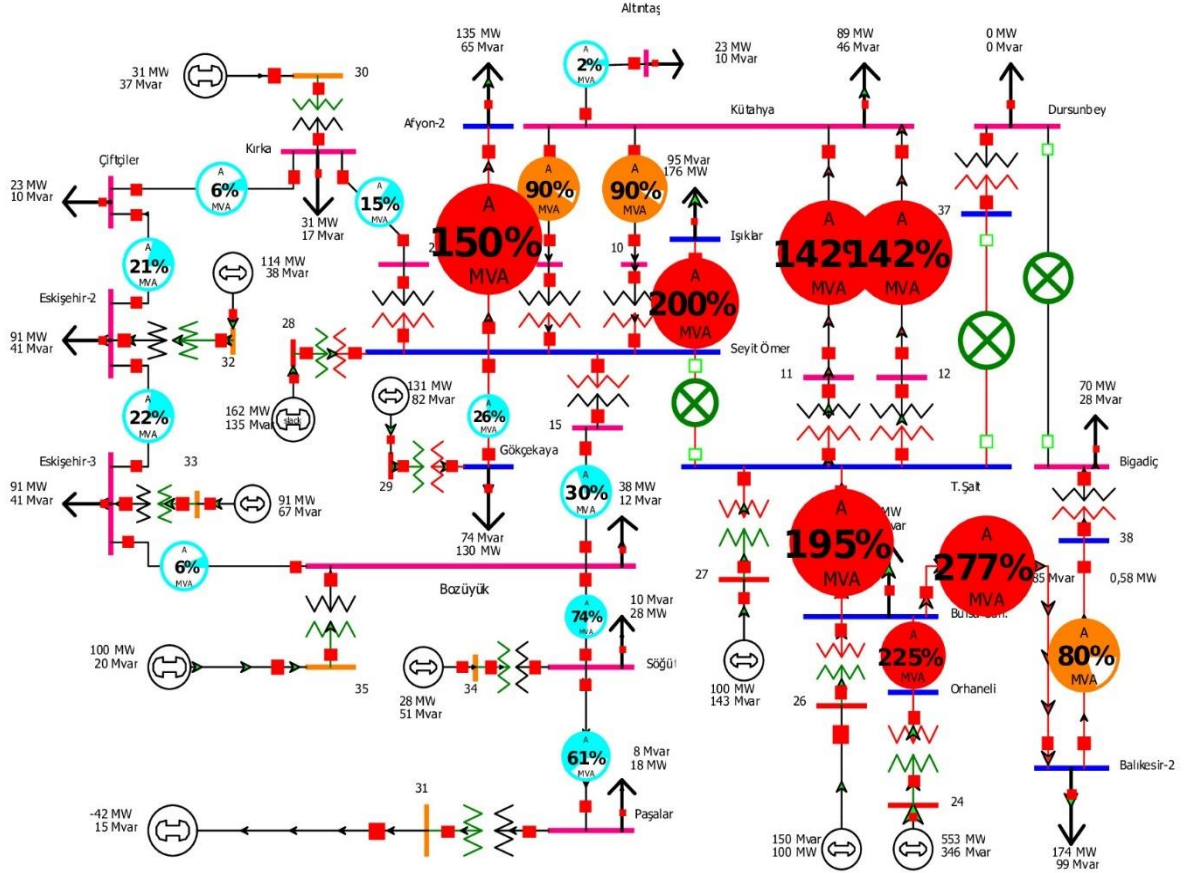 Altıntaş
135 MW
65 Mvar
A
2%
MVA
23 MW
10 Mvar
89 MW
46 Mvar
0 MW
0 Mvar
31 MW
37 Mvar
30
Afyon-2
Kütahya
Dursunbey
Kırka
Çiftçiler
A
6%
MVA
A
15%
MVA
A
90%
MVA
A
90%
MVA
95 Mvar
176 MW
23 MW
10 Mvar
31 MW
17 Mvar
A
150%
MVA
10
Işıklar
A
142%
MVA
A
142%
MVA
37
A
21%
MVA
114 MW
38 Mvar
2
A
200%
MVA
Eskişehir-2
91 MW
41 Mvar
32
28
Seyit Ömer
11
12
131 MW
82 Mvar
162 MW
135 Mvar
slack
A
22%
MVA
A
26%
MVA
15
70 MW
28 Mvar
Eskişehir-3
33
29
Gökçekaya
T.Şalt
Bigadiç
91 MW
41 Mvar
91 MW
67 Mvar
A
30%
MVA
38 MW
12 Mvar
A
195%
MVA
MW
A
277%
MVA
38
74 Mvar
130 MW
A
6%
MVA
27
85 Mvar
0,58 MW
Bozüyük
A
74%
MVA
10 Mvar
28 MW
A
225%
MVA
A
80%
MVA
100 MW
20 Mvar
35
34
Söğüt
28 MW
51 Mvar
100 MW
143 Mvar
26
Orhaneli
A
61%
MVA
8 Mvar
18 MW
Balıkesir-2
31
Paşalar
24
-42 MW
15 Mvar
150 Mvar
100 MW
553 MW
346 Mvar
174 MW
99 Mvar